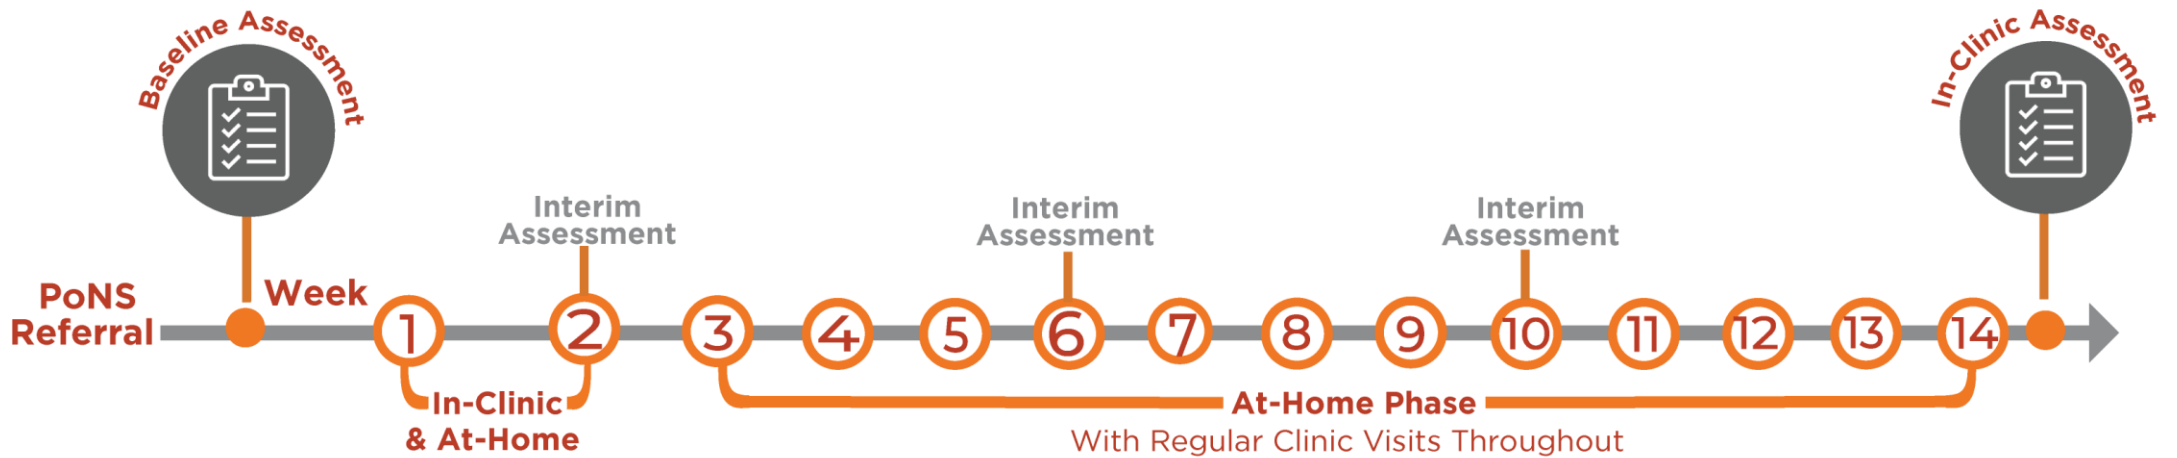 Baseline Assessment
In-Clinic Assessment
Interim
Assessment
Interim
Assessment
Interim
Assessment
PoNS
Referral
Week
1 2 3 4 5 6 7 8 9 10 11 12 13 14
In-Clinic
& At-Home
At-Home Phase
With Regular Clinic Visits Throughout